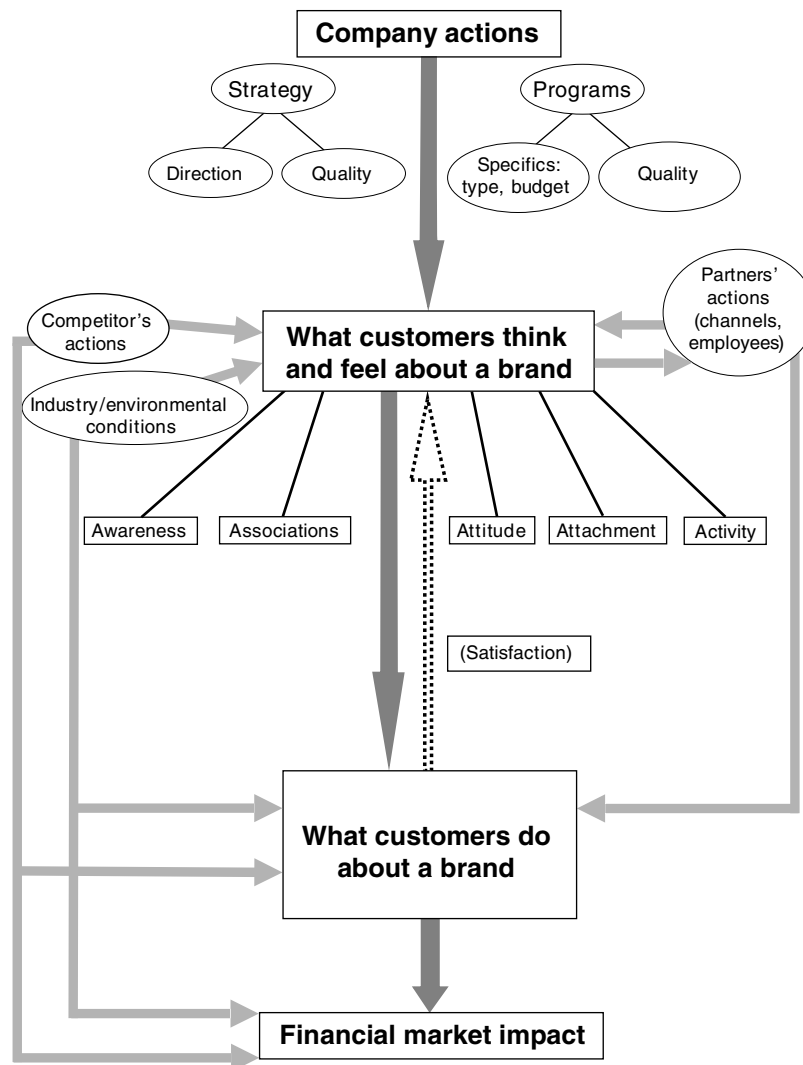 Company actions
Strategy
Programs
Direction
Quality
Specifics:
type, budget
Quality
Competitor’s
actions
Industry/environmental
conditions
What customers think
and feel about a brand
Partners’
actions
(channels,
employees)
Awareness
Associations
Attitude
Attachment
Activity
(Satisfaction)
What customers do
about a brand
Financial market impact